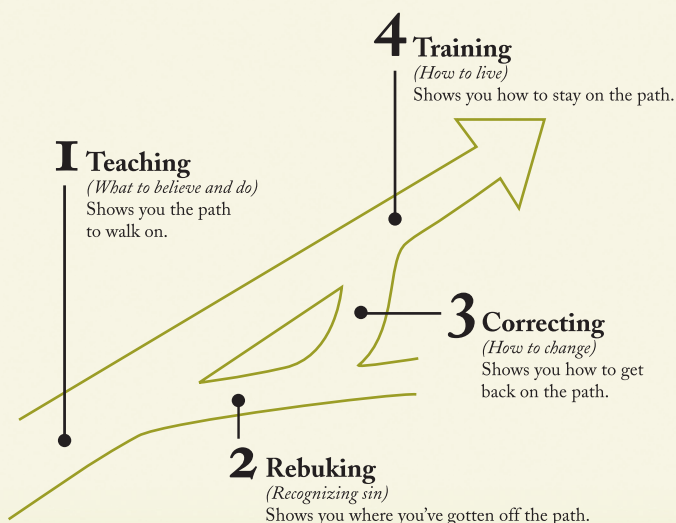 1 Teaching
(What to believe and do)
Shows you the path
to walk on.
2 Rebuking
(Recognizing sin)
Shows you where you've gotten off the path.
3 Correcting
(How to change)
Shows you how to get
back on the path.
4 Training
(How to live)
Shows you how to stay on the path.